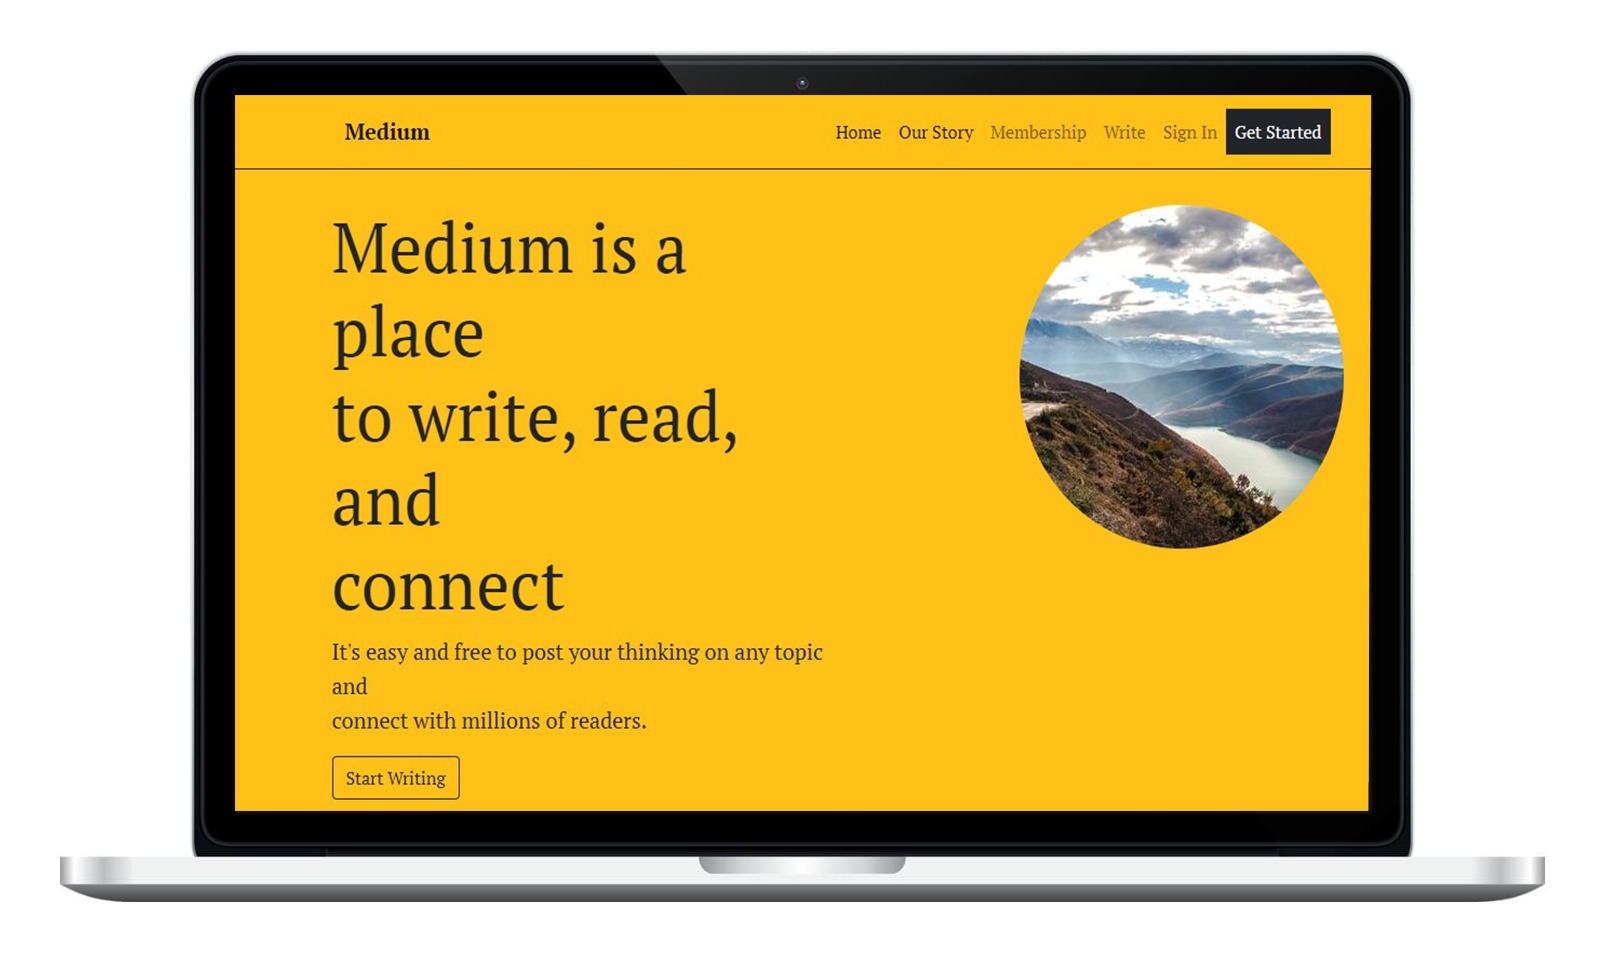 Medium
Home Our Story Membership Write Sign In Get Started
Medium is a
place
to write, read,
and
connect
It's easy and free to post your thinking on any topic
and
connect with millions of readers.
Start Writing